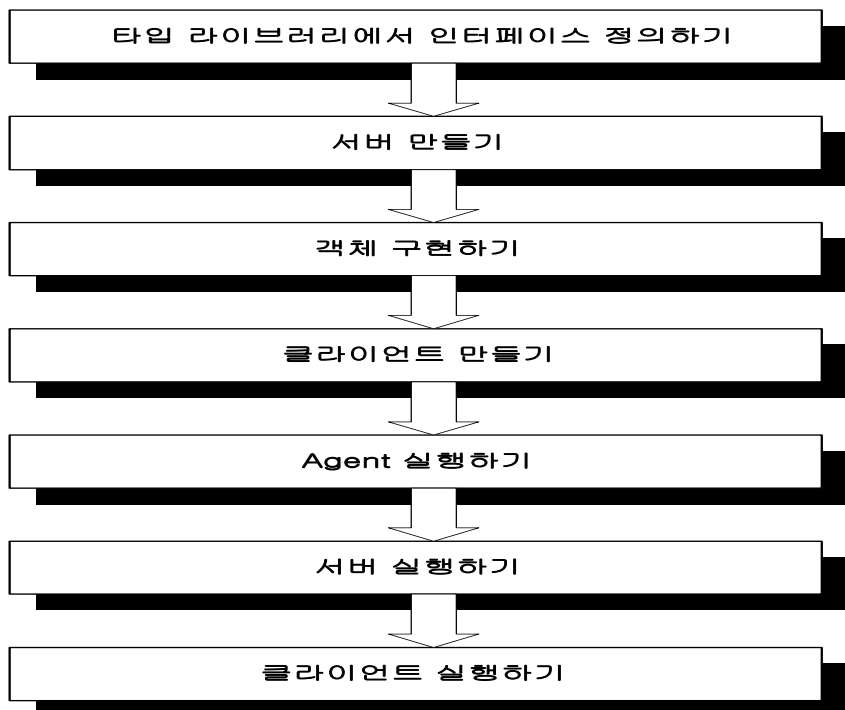 타입 라이브러리에서 인터페이스 정의하기
서버 만들기
객체 구현하기
클라이언트 만들기
Agent 실행하기
서버 실행하기
클라이언트 실행하기